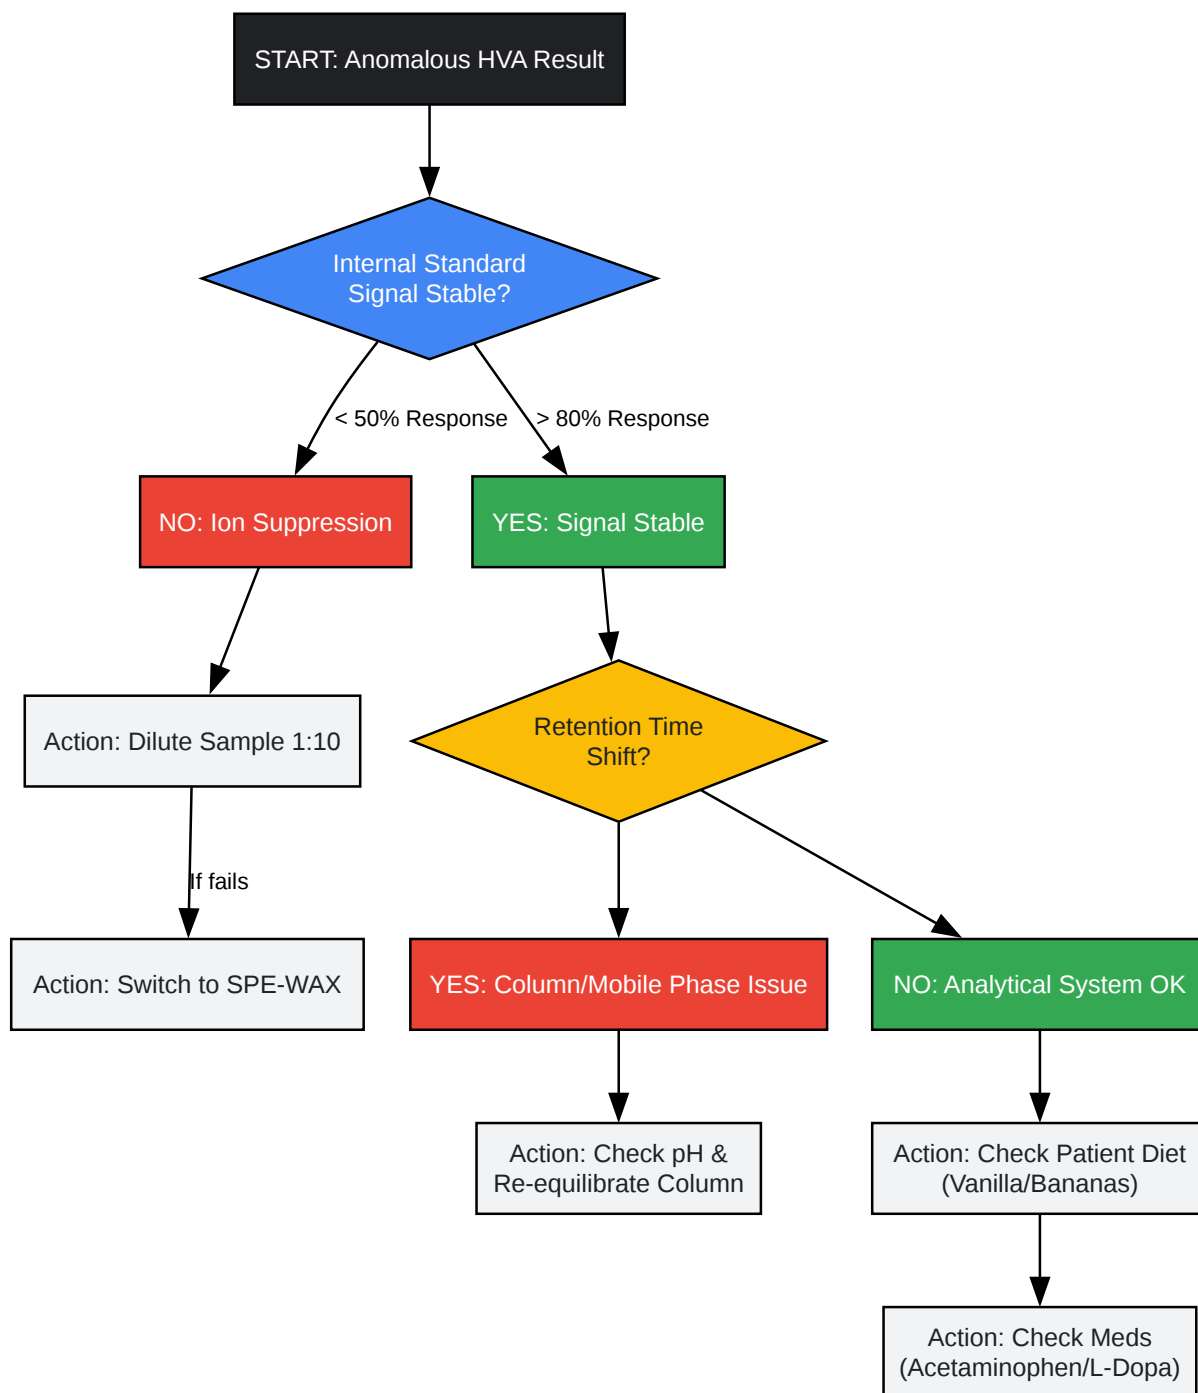 START: Anomalous HVA Result
Internal Standard
Signal Stable?
< 50% Response
> 80% Response
NO: Ion Suppression
YES: Signal Stable
Action: Dilute Sample 1:10
Retention Time
Shift?
If fails
Action: Switch to SPE-WAX
YES: Column/Mobile Phase Issue
NO: Analytical System OK
Action: Check pH &
Re-equilibrate Column
Action: Check Patient Diet
(Vanilla/Bananas)
Action: Check Meds
(Acetaminophen/L-Dopa)